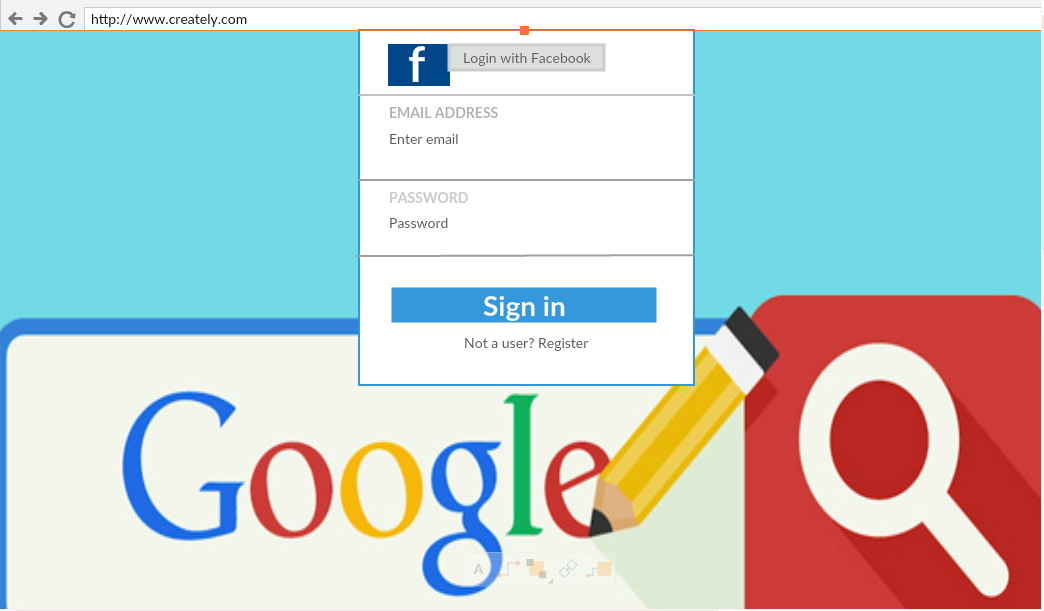 http://www.creately.com
f
Login with Facebook
EMAIL ADDRESS
Enter email
PASSWORD
Password
Sign in
Not a user? Register
Google
A